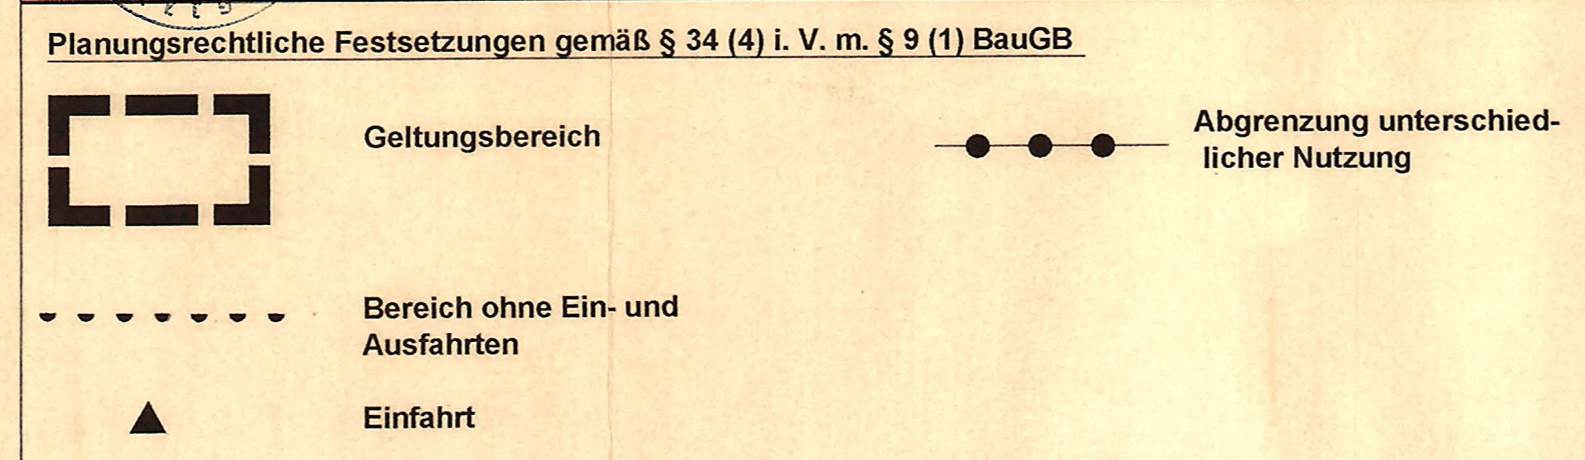 Planungsrechtliche Festsetzungen gemäß § 34 (4) i. V. m. § 9 (1) BauGB
Geltungsbereich
Abgrenzung unterschied-
licher Nutzung
Bereich ohne Ein- und
Ausfahrten
Einfahrt